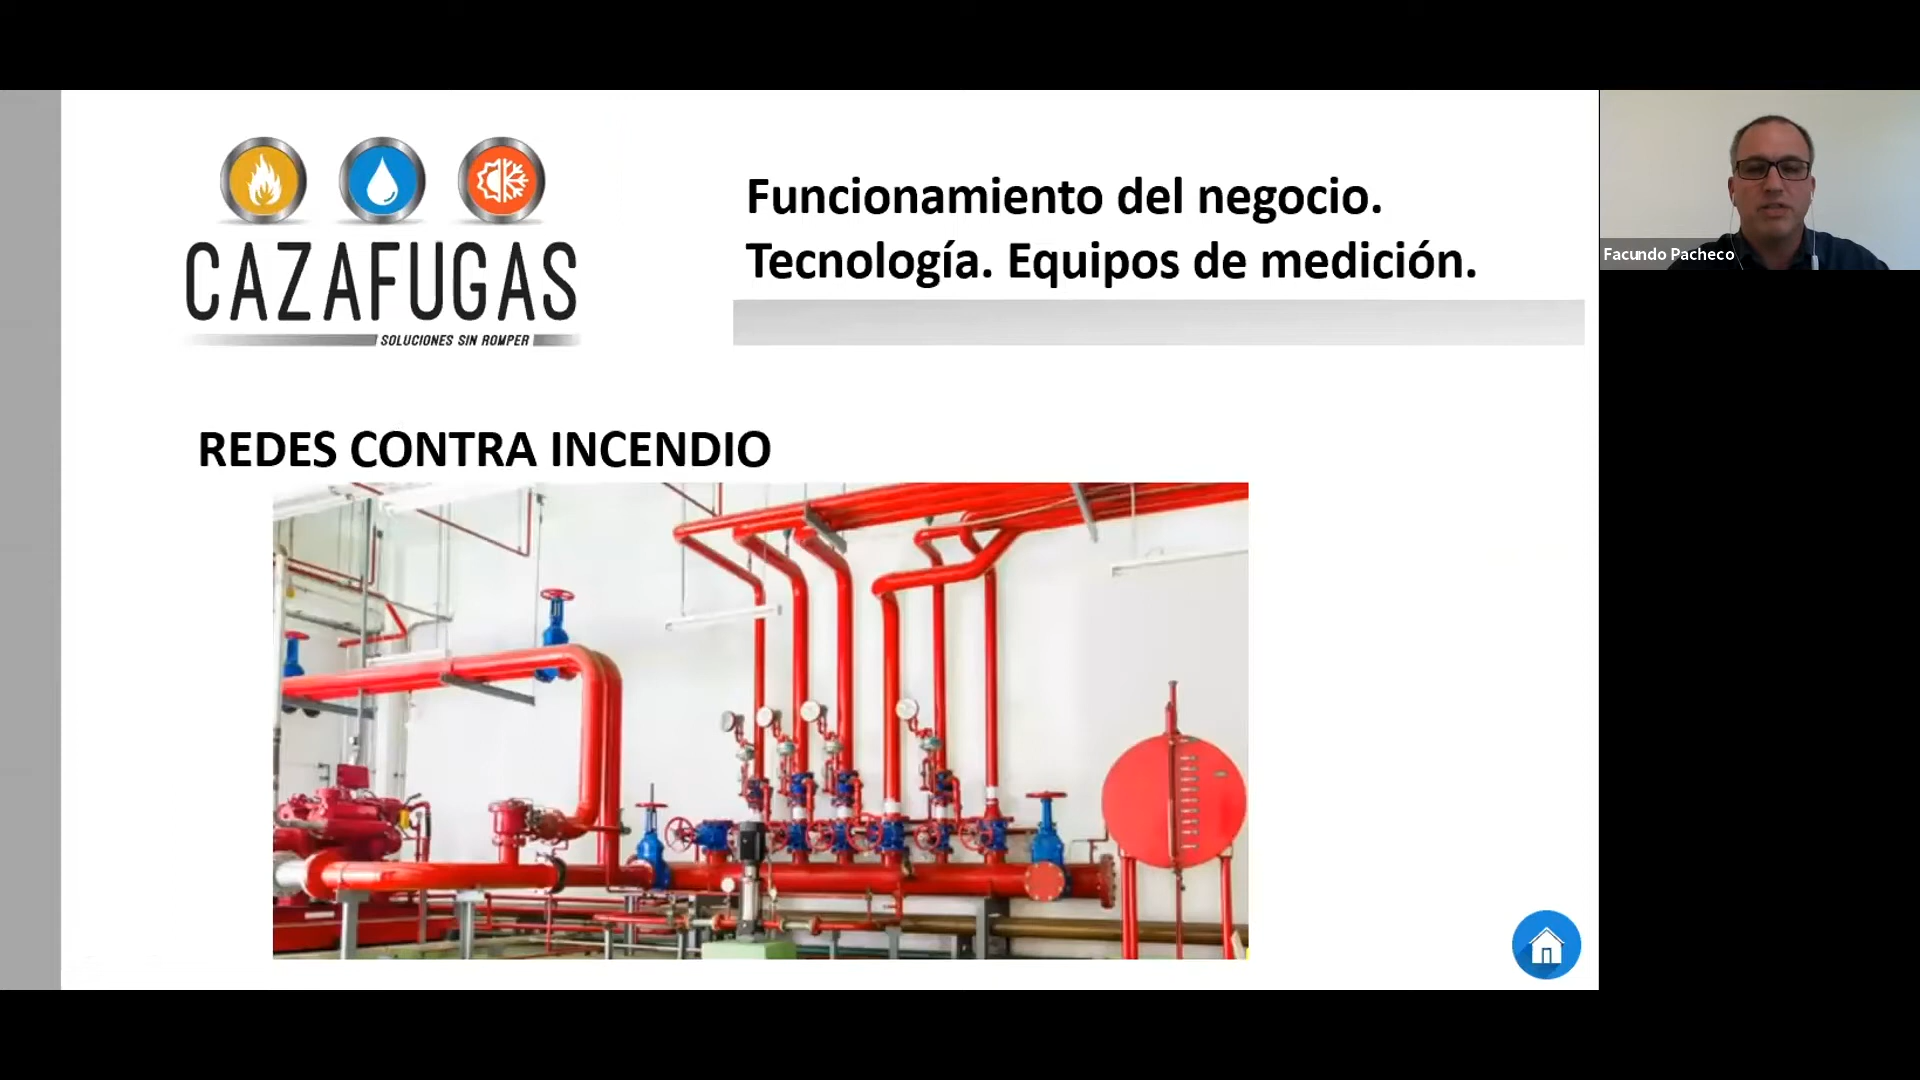 CAZAFUGAS
SOLUCIONES SIN ROMPER
Funcionamiento del negocio.
Tecnología. Equipos de medición.
REDES CONTRA INCENDIO
Facundo Pacheco